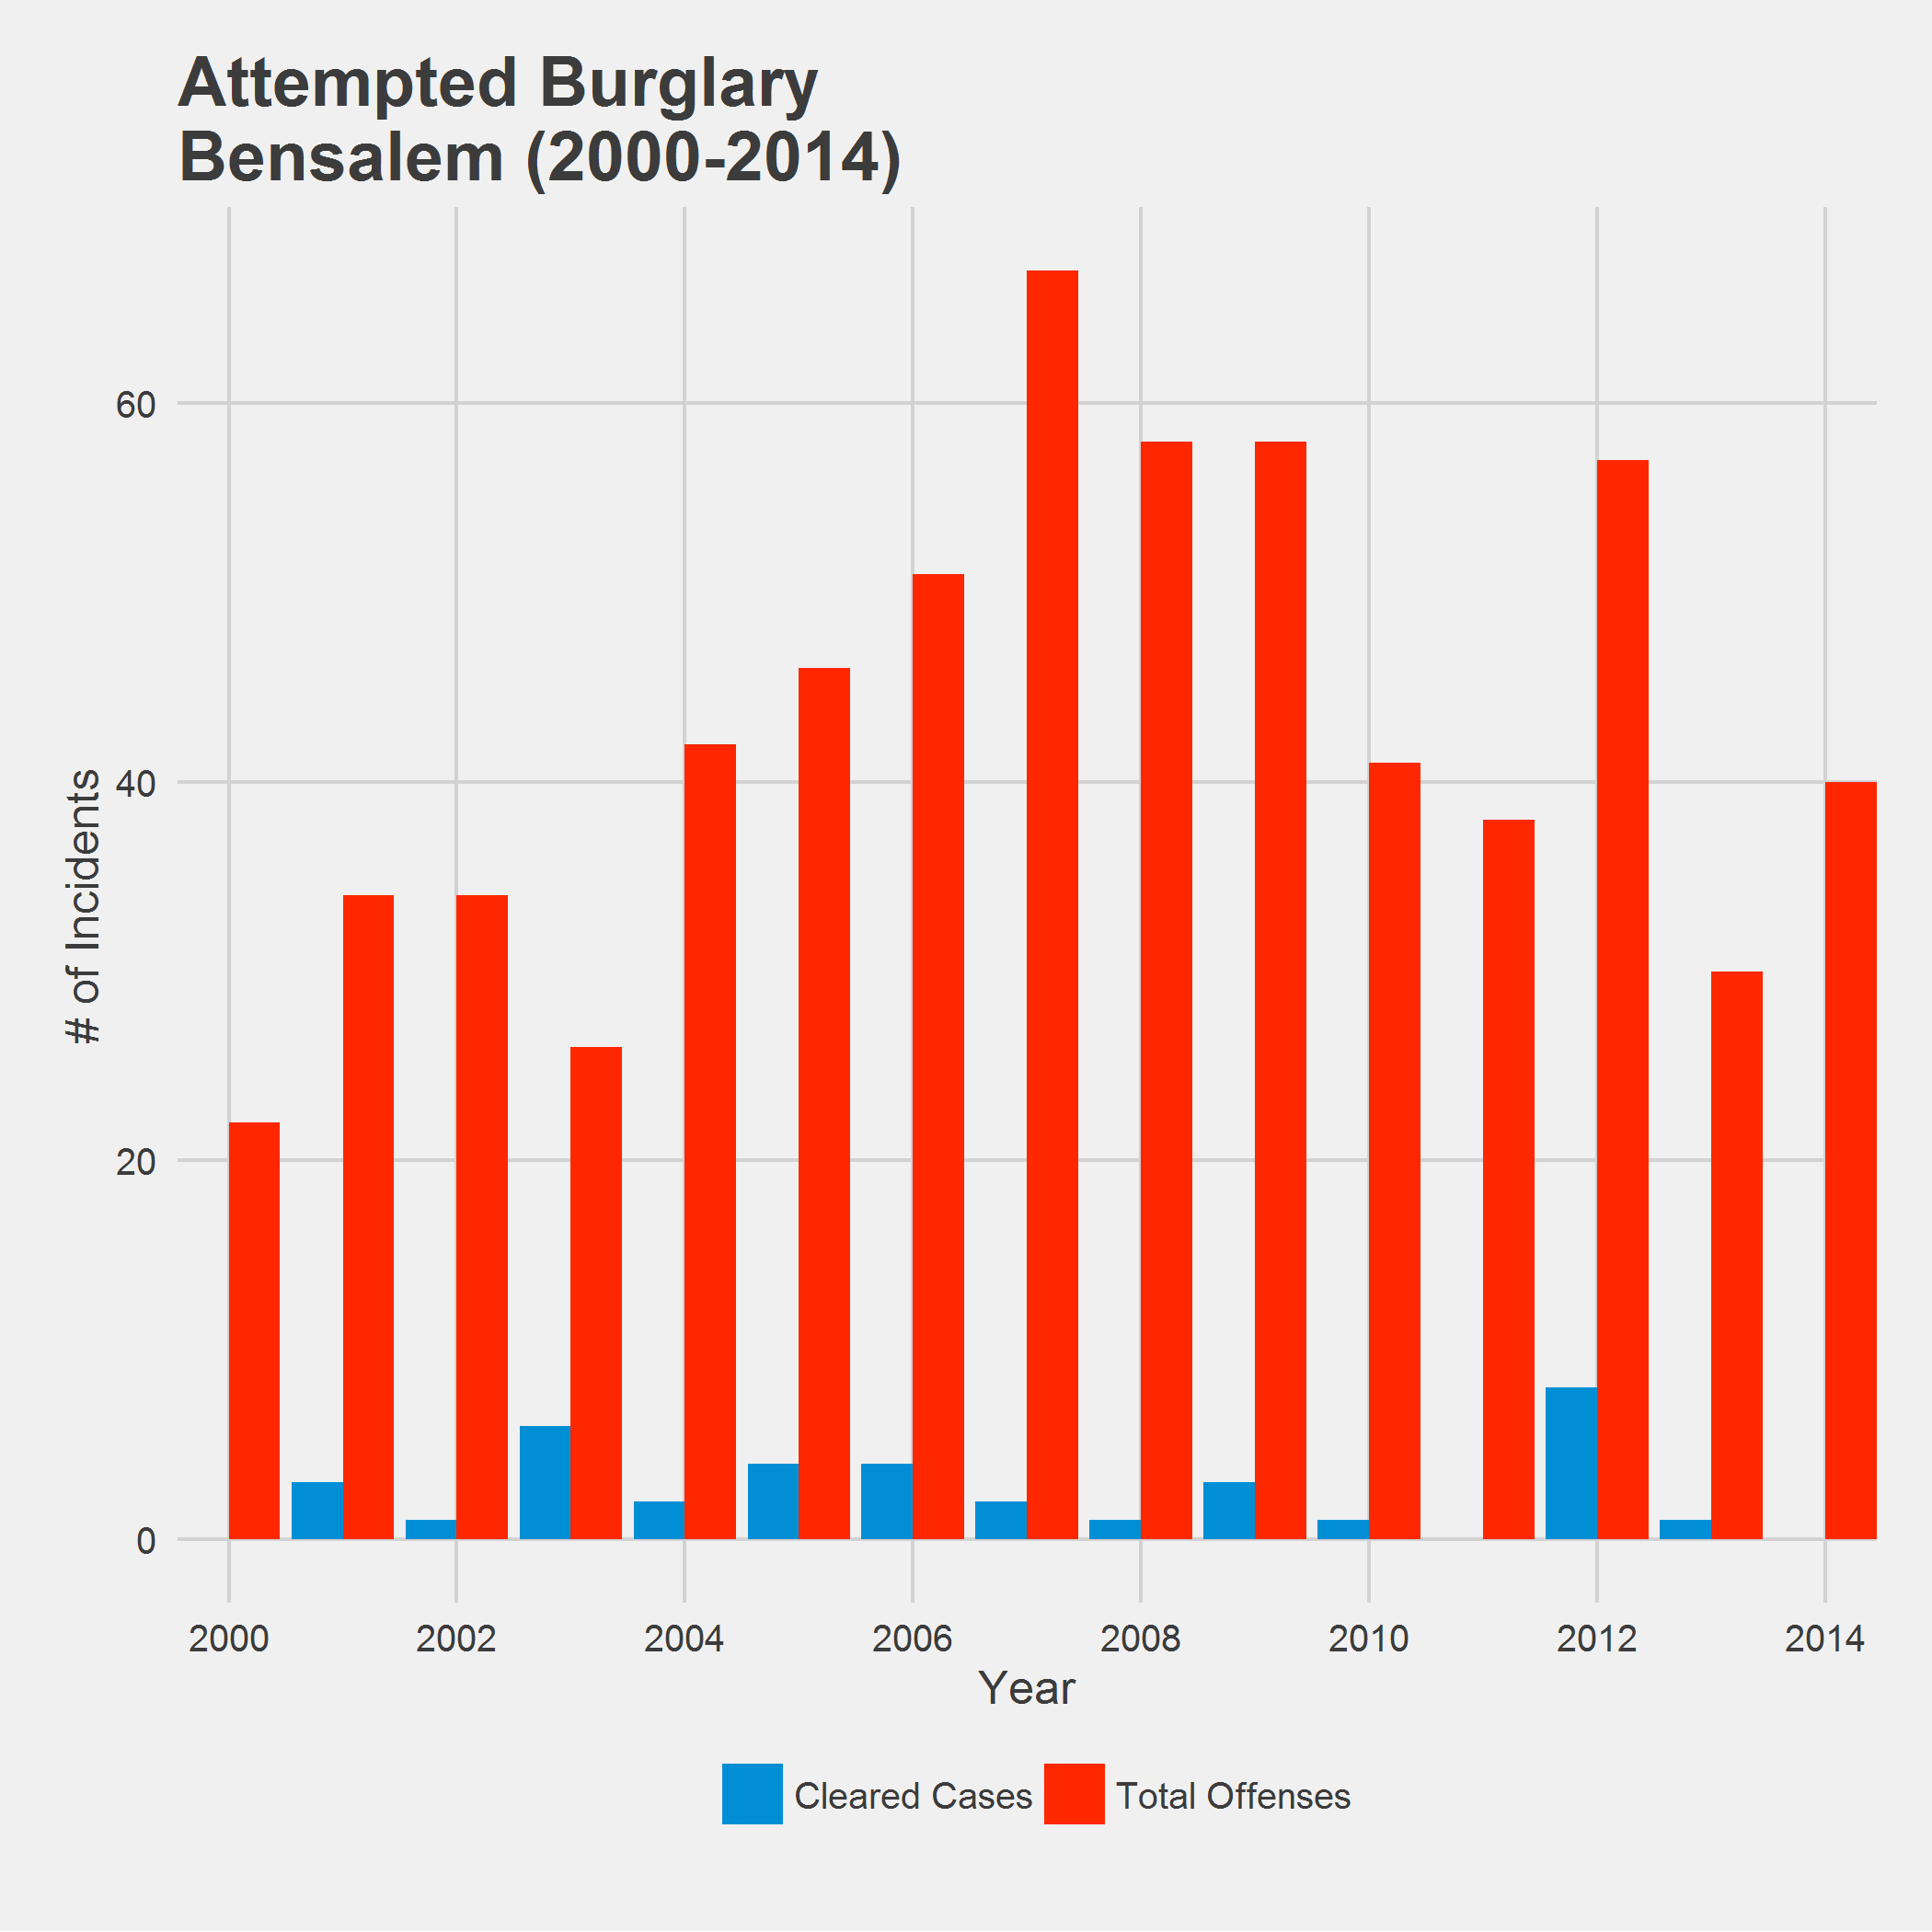 Attempted Burglary
Bensalem (2000-2014)
# of Incidents
60
40
20
0
2000 2002 2004 2006 2008 2010 2012 2014
Year
Cleared Cases Total Offenses